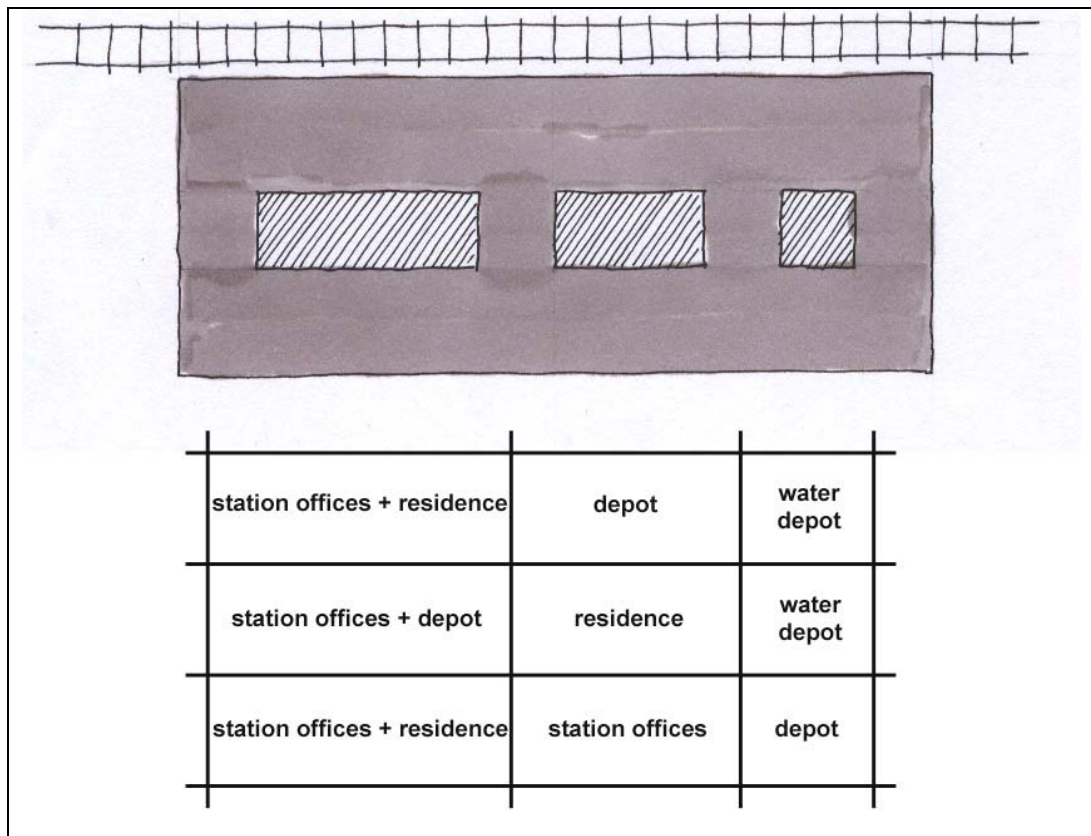 station offices + residence
depot
water
depot
station offices + depot
residence
water
depot
station offices + residence
station offices
depot